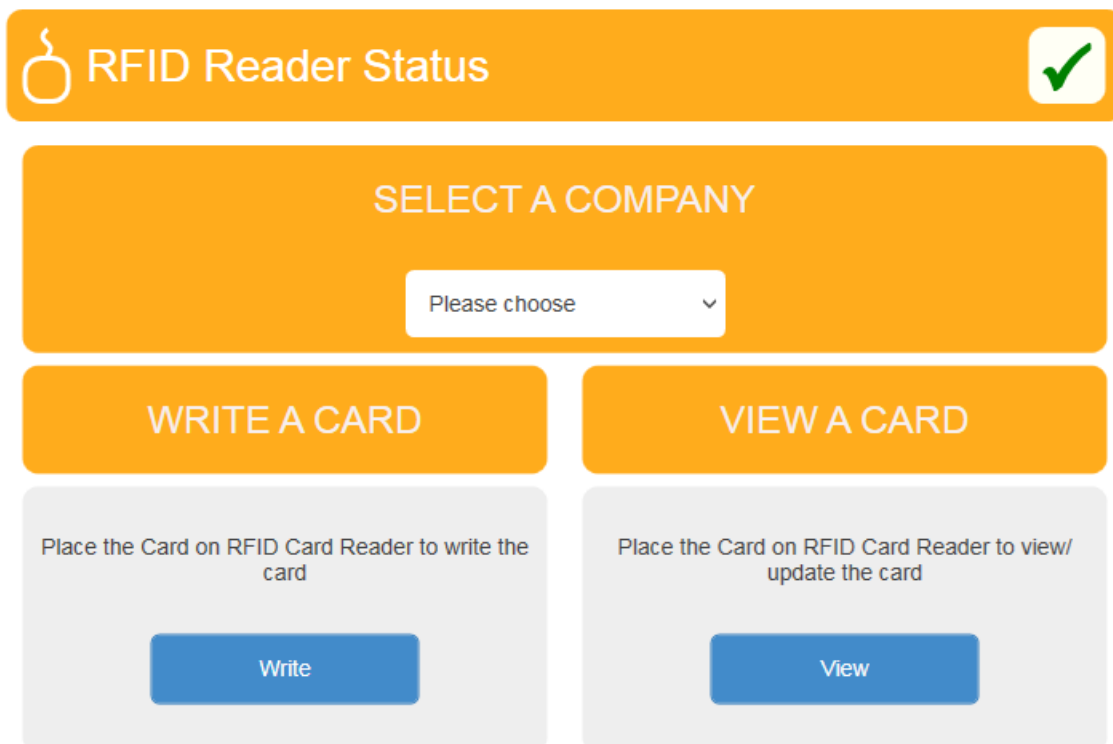 RFID Reader Status
SELECT A COMPANY
Please choose
WRITE A CARD
VIEW A CARD
Place the Card on RFID Card Reader to write the
card
Write
Place the Card on RFID Card Reader to view/
update the card
View